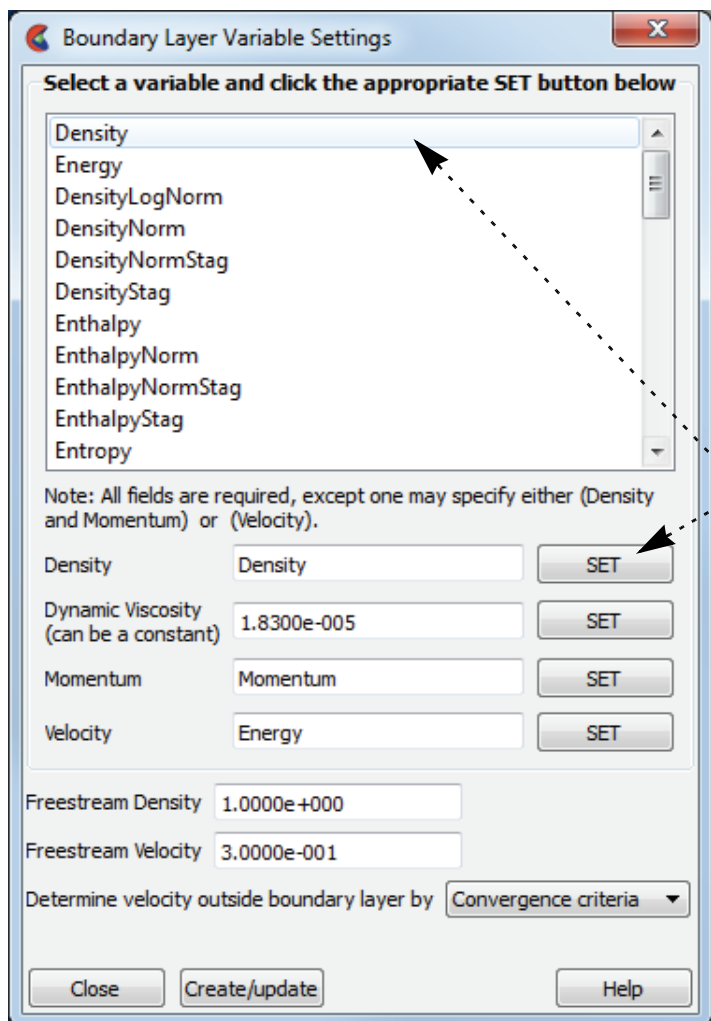 Boundary Layer Variable Settings
Select a variable and click the appropriate SET button below
Density
Energy
DensityLogNorm
DensityNorm
DensityNormStag
DensityStag
Enthalpy
EnthalpyNorm
EnthalpyNormStag
EnthalpyStag
Entropy
Note: All fields are required, except one may specify either (Density
and Momentum) or (Velocity).
Density Density SET
Dynamic Viscosity
(can be a constant) 1.8300e-005 SET
Momentum Momentum SET
Velocity Energy SET
Freestream Density 1.0000e+000
Freestream Velocity 3.0000e-001
Determine velocity outside boundary layer by Convergence criteria
Close Create/update Help